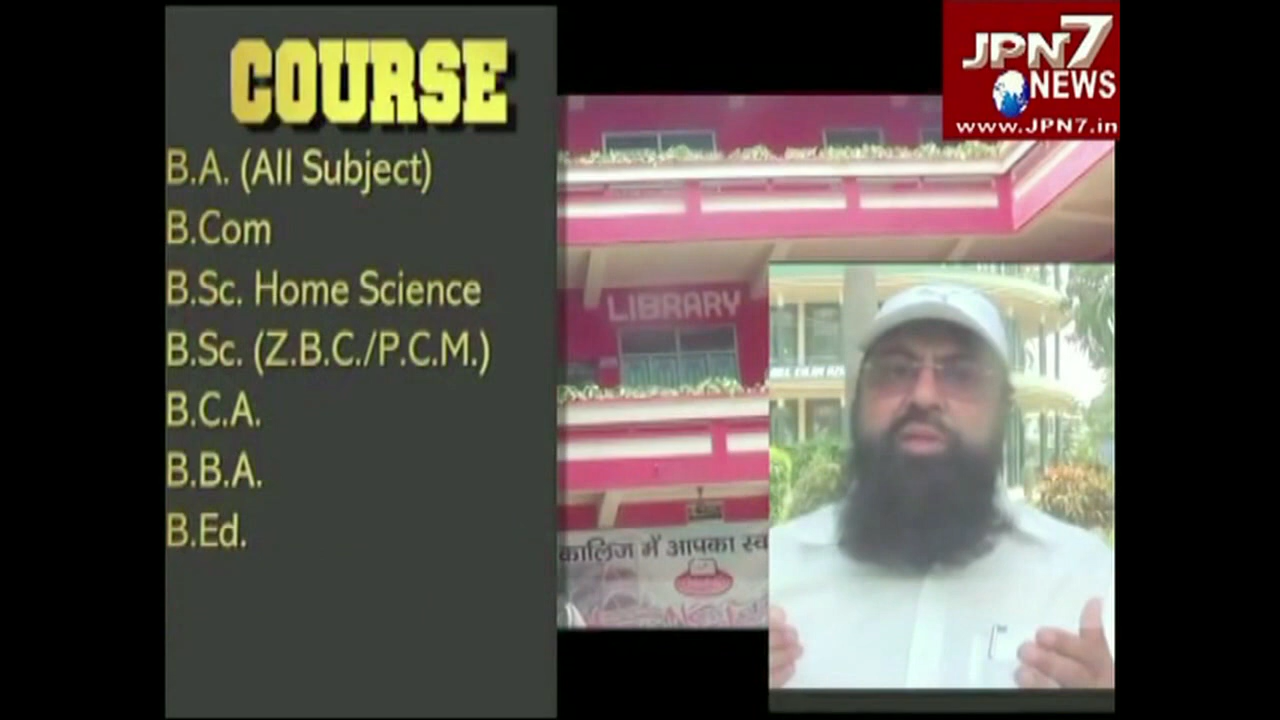 COURSE
B.A. (All Subject)
B.Com
B.Sc. Home Science
B.Sc. (Z.B.C./P.C.M.)
B.C.A.
B.B.A.
B.Ed.
JPN7
NEWS
www.JPN7.in
LIBRARY
कालिज में आपका स्व